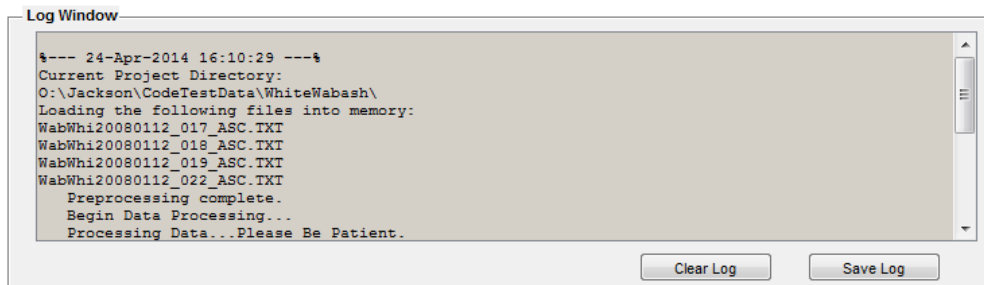 Log Window
%--- 24-Apr-2014 16:10:29 ---%
Current Project Directory:
O:\Jackson\CodeTestData\WhiteWabash\
Loading the following files into memory:
WabWhi20080112_017_ASC.TXT
WabWhi20080112_018_ASC.TXT
WabWhi20080112_019_ASC.TXT
WabWhi20080112_022_ASC.TXT
Preprocessing complete.
Begin Data Processing...
Processing Data...Please Be Patient.
Clear Log Save Log